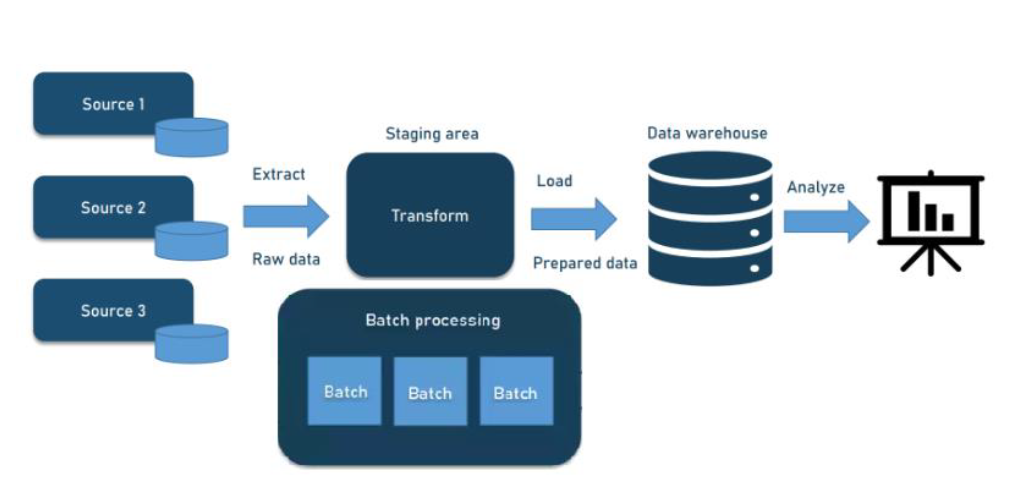 Source 1
Source 2
Source 3
Extract
Raw data
Staging area
Transform
Load
Prepared data
Data warehouse
Analyze
Batch processing
Batch
Batch
Batch